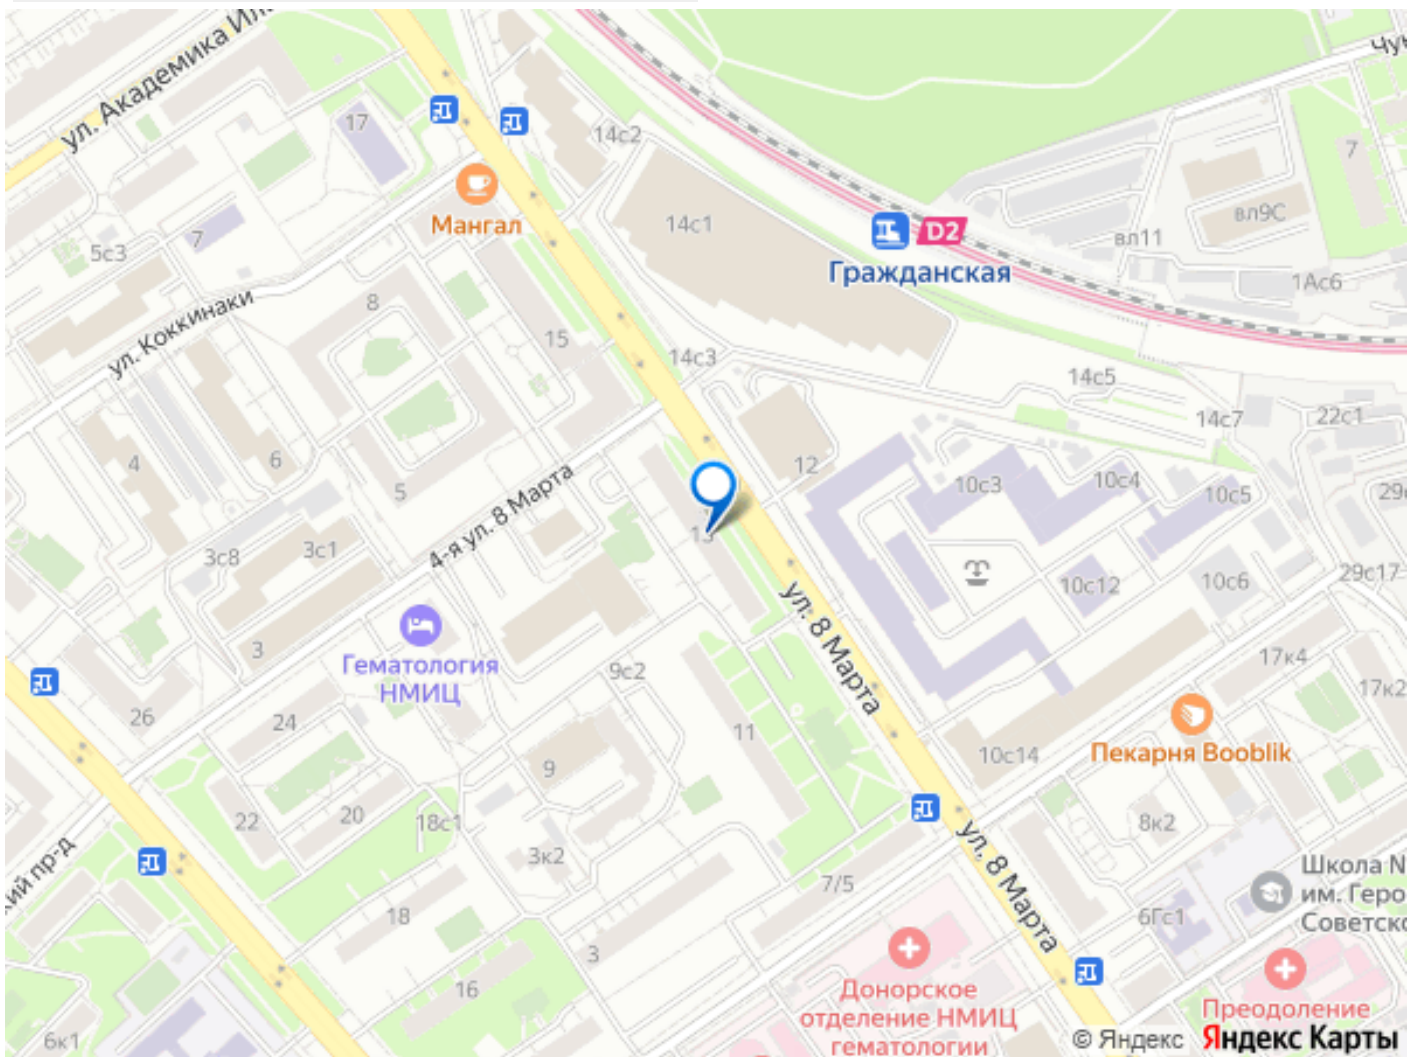 ул. Академика Ил
Чук
17
14с2
7
Мангал
14с1
D2
вл9С
вл11
5с3
7
Гражданская
1Ас6
ул. Коккинаки
8
15
14с3
14с5
14с7
22с1
4
6
5
12
10с3
10с4
10с5
29с
4-я ул. 8 Марта
13
3с8
3с1
10с12
10с6
29с17
ул. 8 Марта
3
Гематология
НМИЦ
9с2
17к4
17к2
26
24
11
10с14
Пекарня Booblik
9
22
20
18с1
8к2
ул. 8 Марта
кий пр-д
3к2
7/5
Школа N
им. Геро
Советско
18
6Гс1
3
16
Донорское
отделение НМИЦ
гематологии
Преодоление
6к1
© Яндекс Яндекс Карты